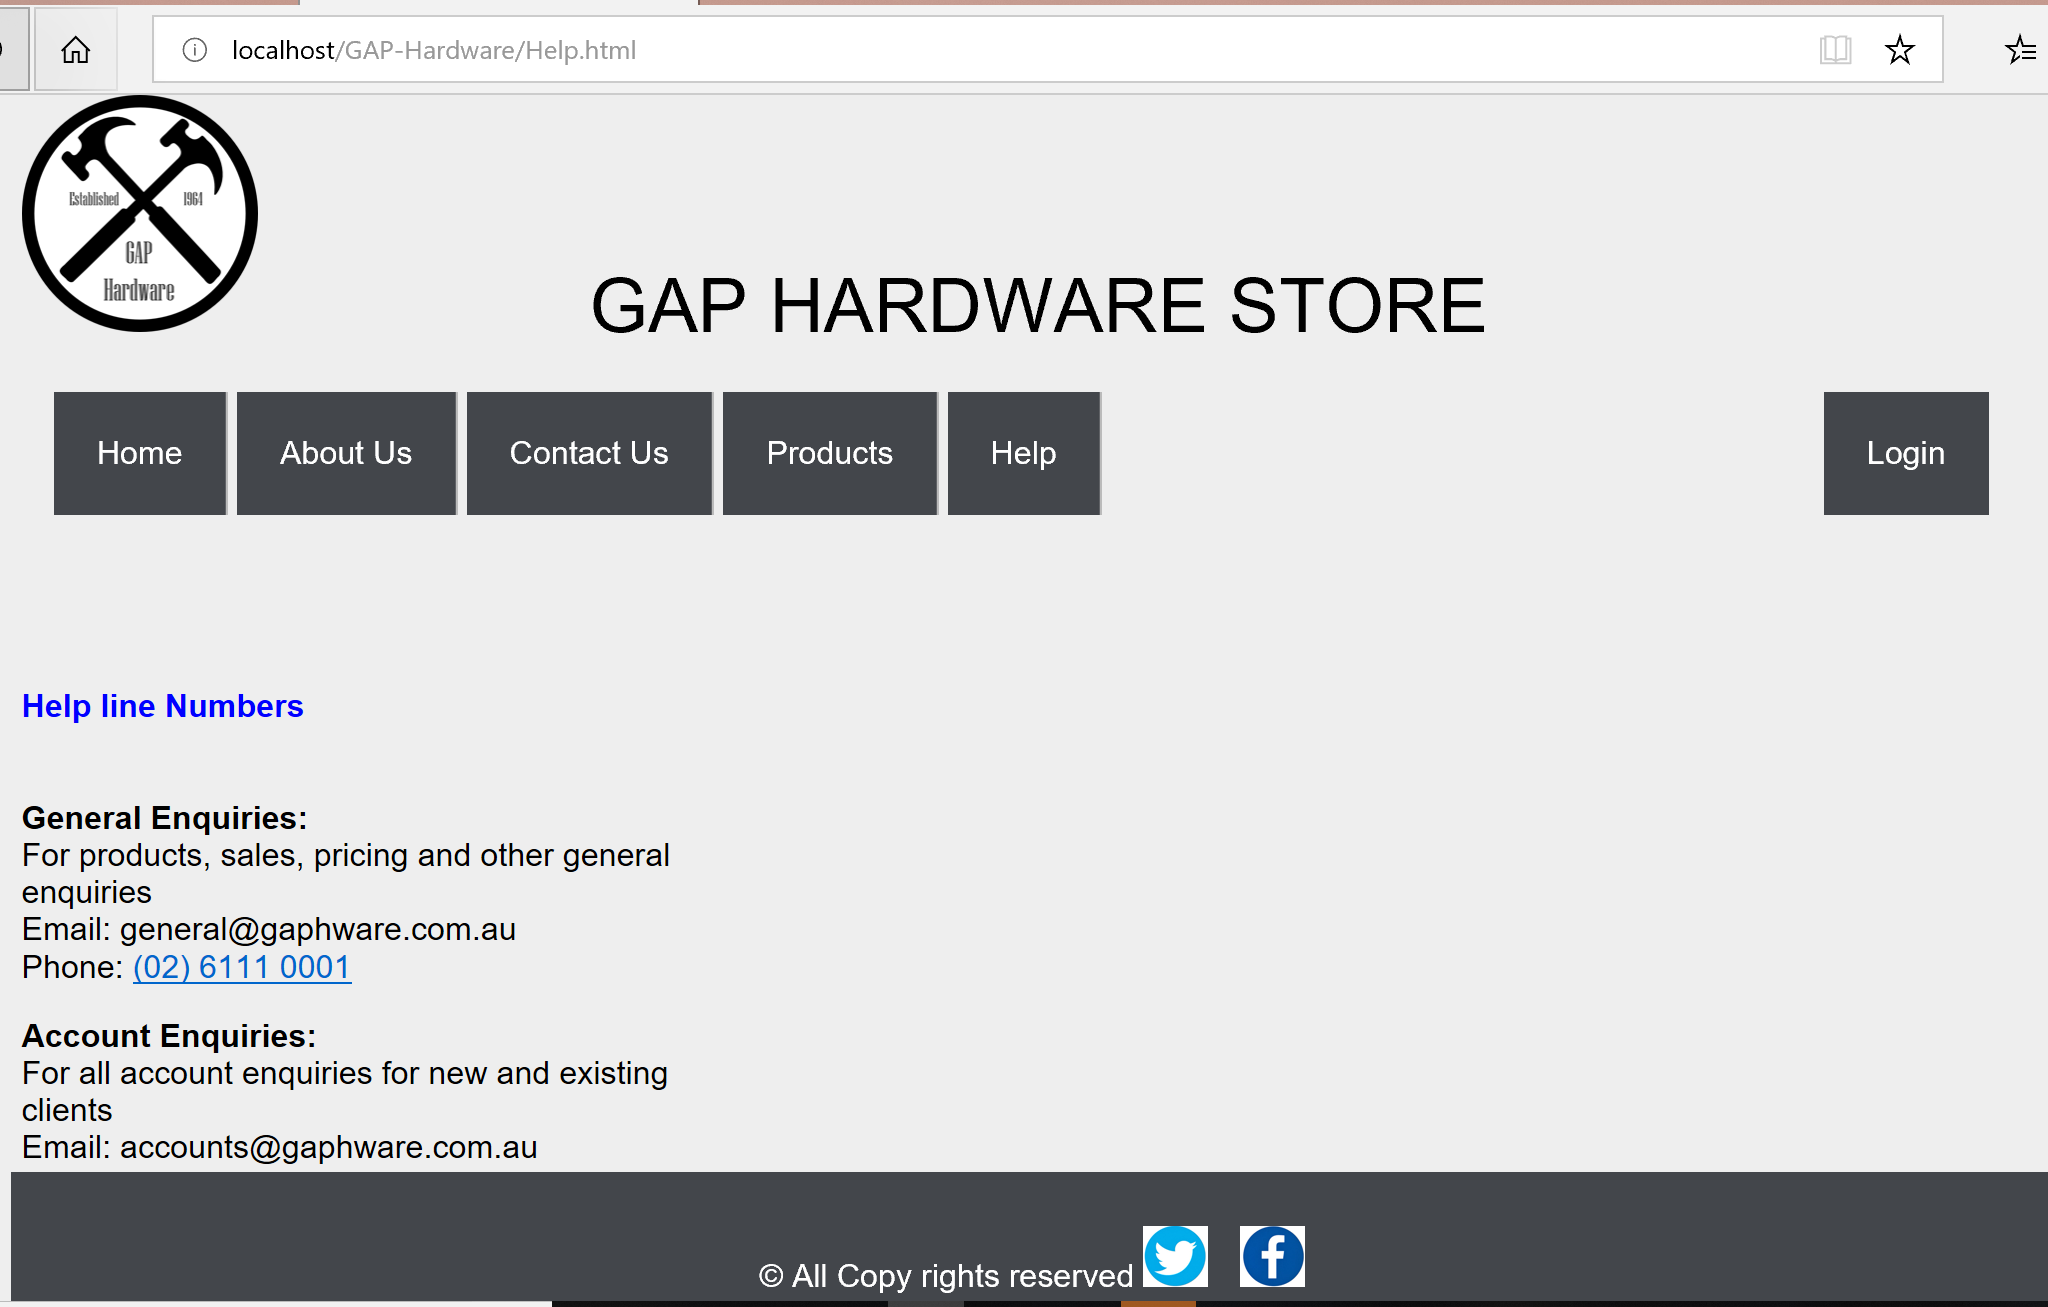 localhost/GAP-Hardware/Help.html
Established 1964
GAP
Hardware
GAP HARDWARE STORE
Home About Us Contact Us Products Help Login
Help line Numbers
General Enquiries:
For products, sales, pricing and other general
enquiries
Email: general@gaphware.com.au
Phone: (02) 6111 0001
Account Enquiries:
For all account enquiries for new and existing
clients
Email: accounts@gaphware.com.au
© All Copy rights reserved